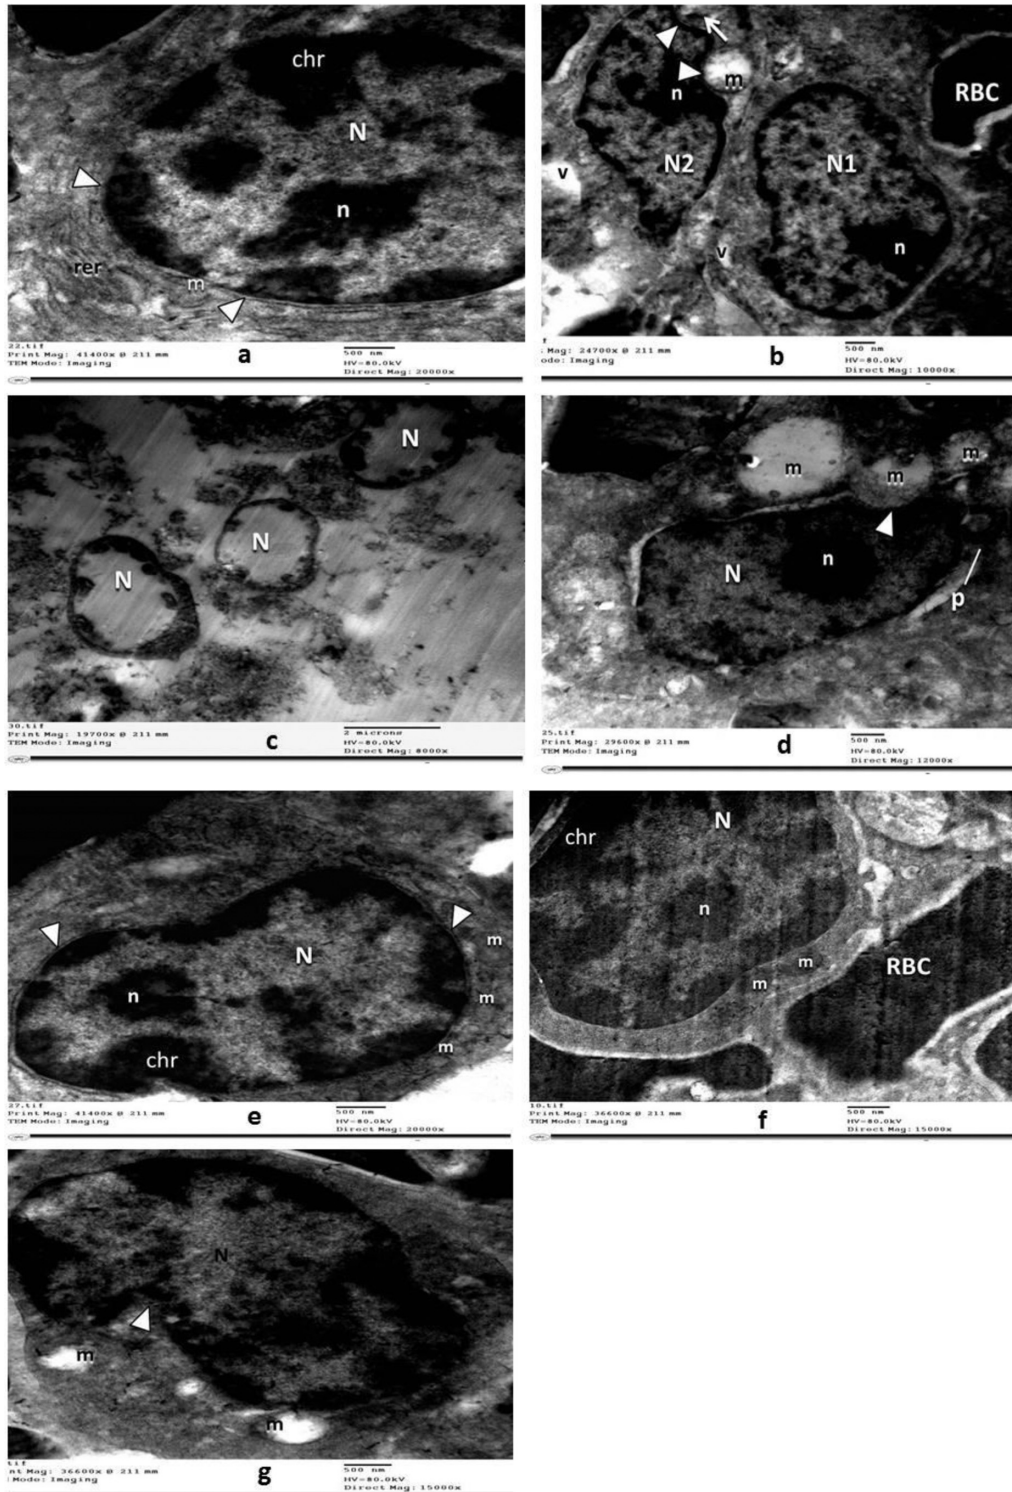 chr
N
n
rer
m
22.tif
Print Mag: 41400x @ 211 mm
TEM Mode: Imaging
500 nm
HV=80.0kV
Direct Mag: 20000x
a
m
n
RBC
N2
N1
v
n
v
f
: Mag: 24700x @ 211 mm
ode: Imaging
500 nm
HV=80.0kV
Direct Mag: 10000x
b
N
N
N
30.tif
Print Mag: 19700x @ 211 mm
TEM Mode: Imaging
2 microns
HV=80.0kV
Direct Mag: 8000x
c
m
m
m
n
N
p
25.tif
Print Mag: 29600x @ 211 mm
TEM Mode: Imaging
500 nm
HV=80.0kV
Direct Mag: 12000x
d
N
m
n
m
m
chr
27.tif
Print Mag: 41400x @ 211 mm
TEM Mode: Imaging
500 nm
HV=80.0kV
Direct Mag: 20000x
e
N
chr
n
m
m
RBC
10.tif
Print Mag: 36600x @ 211 mm
TEM Mode: Imaging
500 nm
HV=80.0kV
Direct Mag: 15000x
f
N
m
m
.tif
nt Mag: 36600x @ 211 mm
Mode: Imaging
500 nm
HV=80.0kV
Direct Mag: 15000x
g